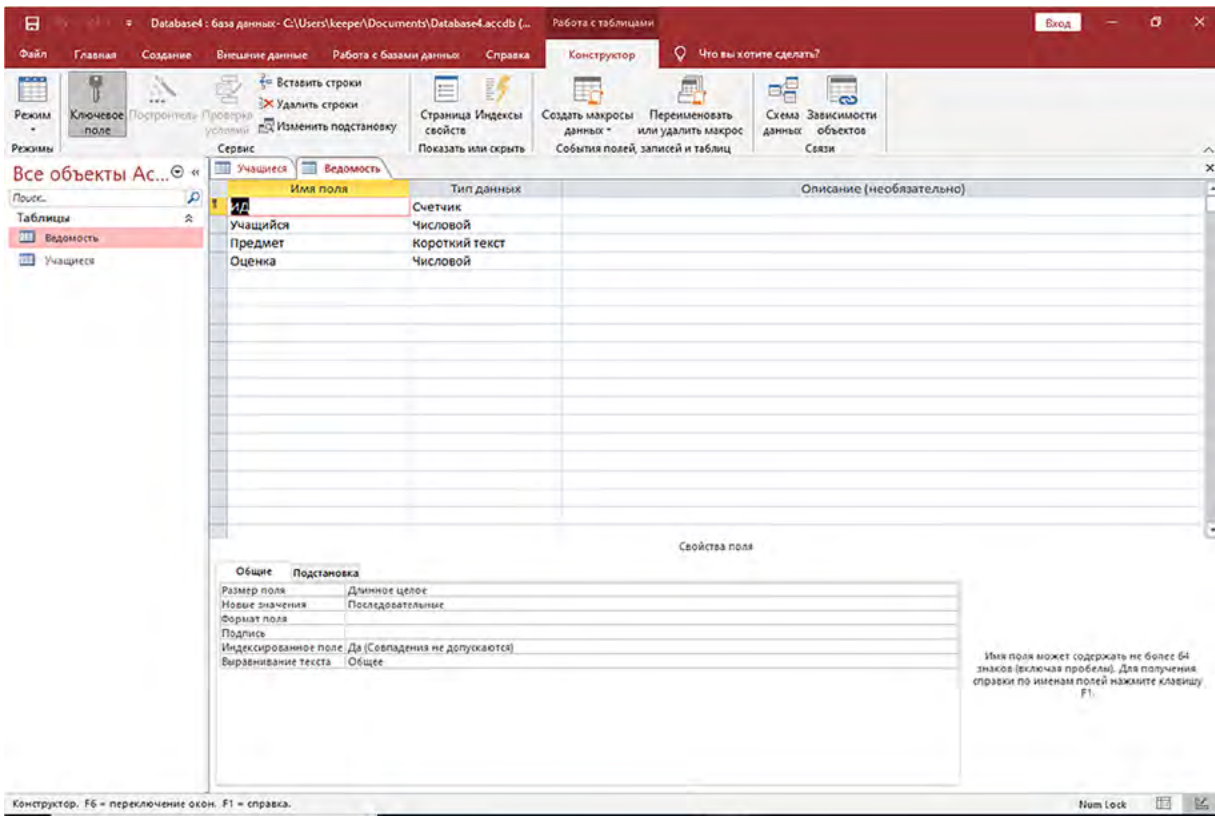 Database4 : база данных- C:\Users\keeper\Documents\Database4.accdb (...
Работа с таблицами
Вход
Файл Главная Создание Внешние данные Работа с базами данных Справка Конструктор Что вы хотите сделать?
Режим
Ключевое поле
Построитель
Проверка условий
Вставить строки
Удалить строки
Изменить подстановку
Страница свойств
Индексы
Создать макросы данных
Переименовать или удалить макрос
Схема данных
Зависимости объектов
Режимы Сервис Показать или скрыть События полей, записей и таблиц Связи
Все объекты Ac... «
Поиск...
Таблицы
Ведомость
Учащиеся
Учащиеся Ведомость
Имя поля Тип данных Описание (необязательно)
ИД Счетчик
Учащийся Числовой
Предмет Короткий текст
Оценка Числовой
Свойства поля
Общие Подстановка
Размер поля Длинное целое
Новые значения Последовательные
Формат поля
Подпись
Индексированное поле Да (Совпадения не допускаются)
Выравнивание текста Общее
Имя поля может содержать не более 64
знаков (включая пробелы). Для получения
справки по именам полей нажмите клавишу
F1.
Конструктор. F6 = переключение окон. F1 = справка.
Num Lock